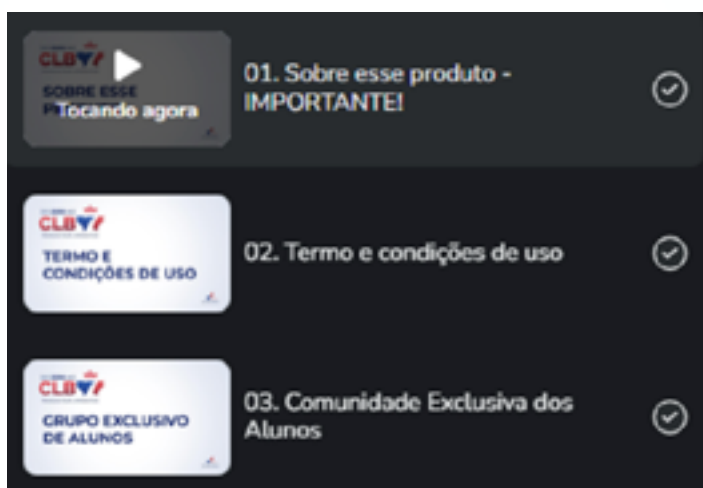 CLB
SOBRE ESSE
Tocando agora
01. Sobre esse produto -
IMPORTANTE!
CLB
TERMO E
CONDIÇÕES DE USO
02. Termo e condições de uso
CLB
GRUPO EXCLUSIVO
DE ALUNOS
03. Comunidade Exclusiva dos
Alunos